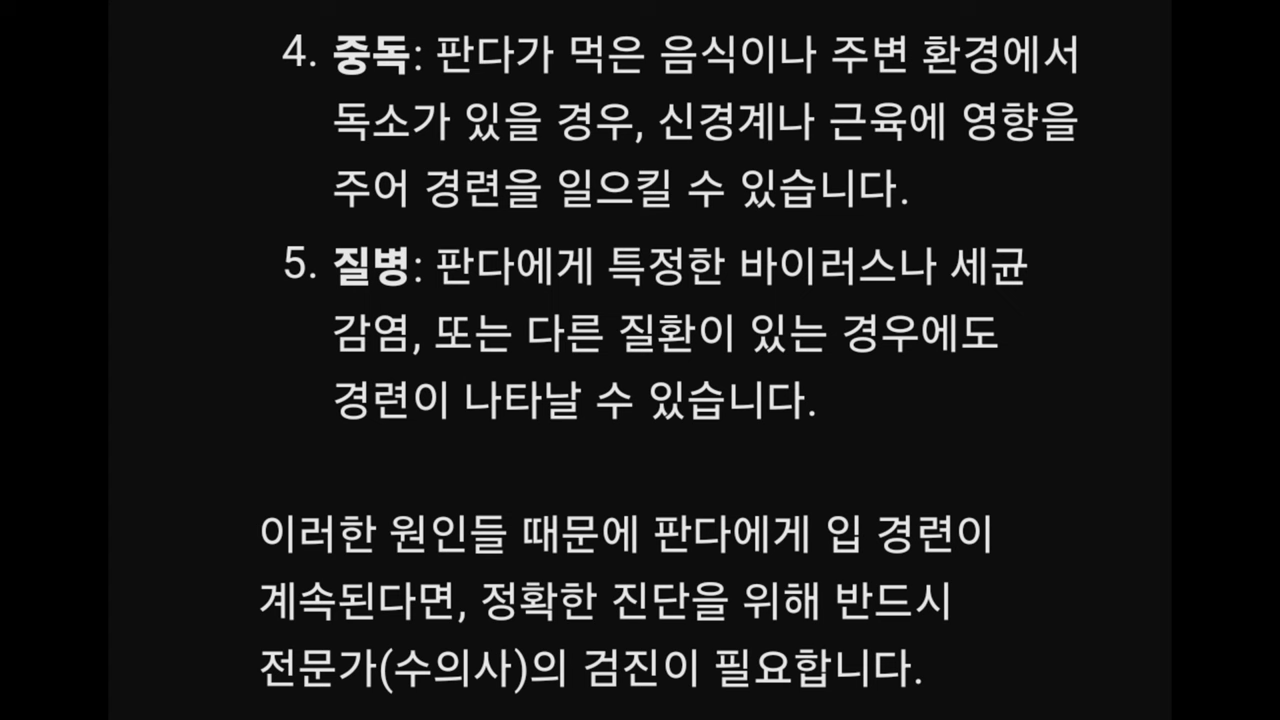 4. 중독: 판다가 먹은 음식이나 주변 환경에서
독소가 있을 경우, 신경계나 근육에 영향을
주어 경련을 일으킬 수 있습니다.
5. 질병: 판다에게 특정한 바이러스나 세균
감염, 또는 다른 질환이 있는 경우에도
경련이 나타날 수 있습니다.
이러한 원인들 때문에 판다에게 입 경련이
계속된다면, 정확한 진단을 위해 반드시
전문가(수의사)의 검진이 필요합니다.